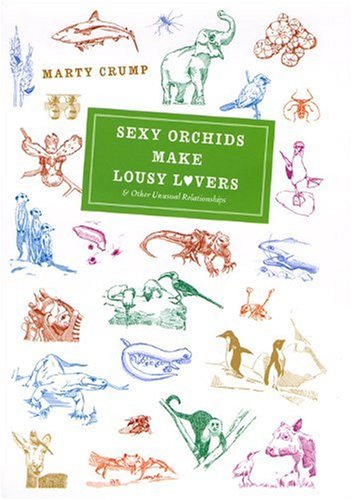 MARTY CRUMP
SEXY ORCHIDS
MAKE
LOUSY L♥VERS
& Other Unusual Relationships